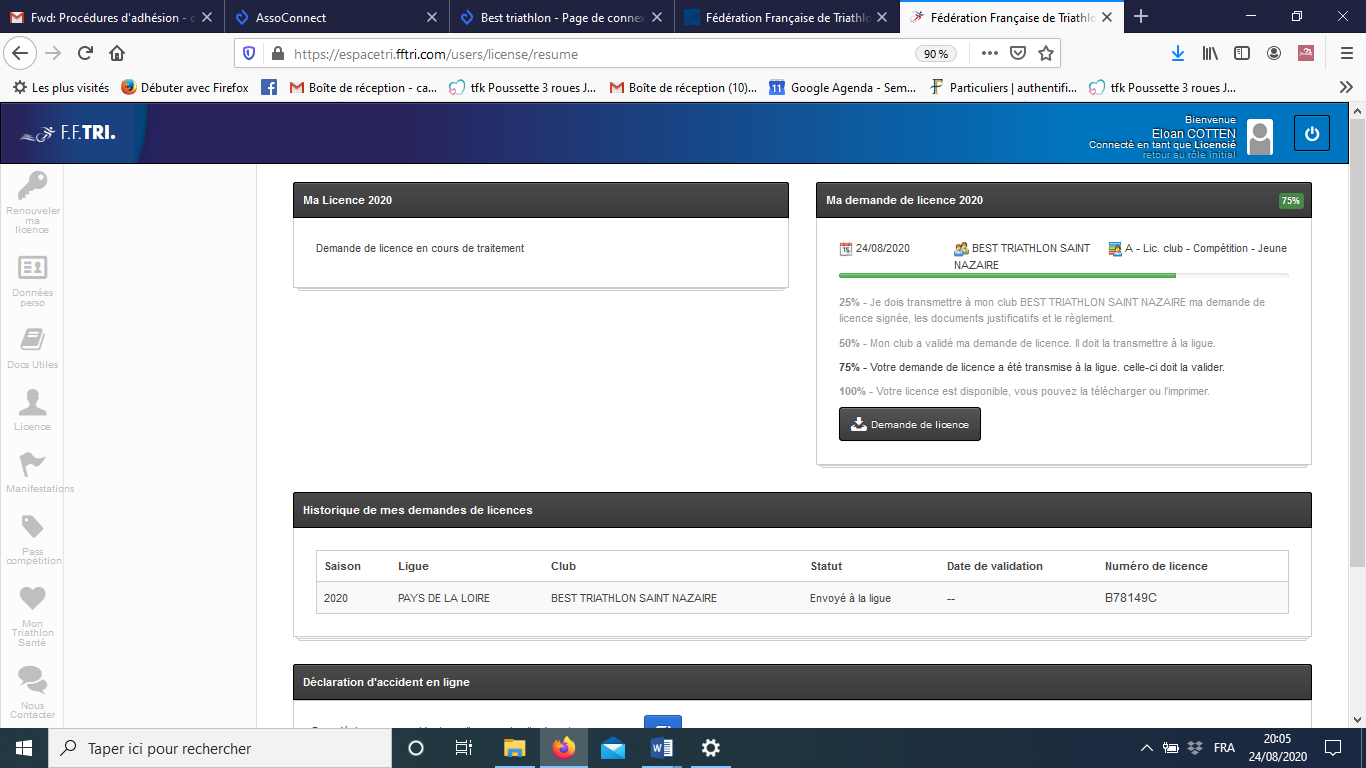 Fwd: Procédures d'adhésion - c
AssoConnect
Best triathlon - Page de connex
Fédération Française de Triathl
Fédération Française de Triathl
https://espacetri.fftri.com/users/license/resume
90 %
Les plus visités
Débuter avec Firefox
Boîte de réception - ca...
tfk Poussette 3 roues J...
Boîte de réception (10)...
Google Agenda - Sem...
Particuliers | authentifi...
tfk Poussette 3 roues J...
F.F.TRI.
Bienvenue
Eloan COTTEN
Connecté en tant que Licencié
retour au rôle initial
Renouveler
ma
licence
Données
perso
Docs Utiles
Licence
Manifestations
Pass
compétition
Mon
Triathlon
Santé
Nous
Contacter
Ma Licence 2020
Demande de licence en cours de traitement
Ma demande de licence 2020
75%
24/08/2020
BEST TRIATHLON SAINT
NAZAIRE
A - Lic. club - Compétition - Jeune
25% - Je dois transmettre à mon club BEST TRIATHLON SAINT NAZAIRE ma demande de
licence signée, les documents justificatifs et le règlement.
50% - Mon club a validé ma demande de licence. Il doit la transmettre à la ligue.
75% - Votre demande de licence a été transmise à la ligue. celle-ci doit la valider.
100% - Votre licence est disponible, vous pouvez la télécharger ou l'imprimer.
Demande de licence
Historique de mes demandes de licences
Saison Ligue Club Statut Date de validation Numéro de licence
2020 PAYS DE LA LOIRE BEST TRIATHLON SAINT NAZAIRE Envoyé à la ligue -- B78149C
Déclaration d'accident en ligne
Taper ici pour rechercher
FRA
20:05
24/08/2020